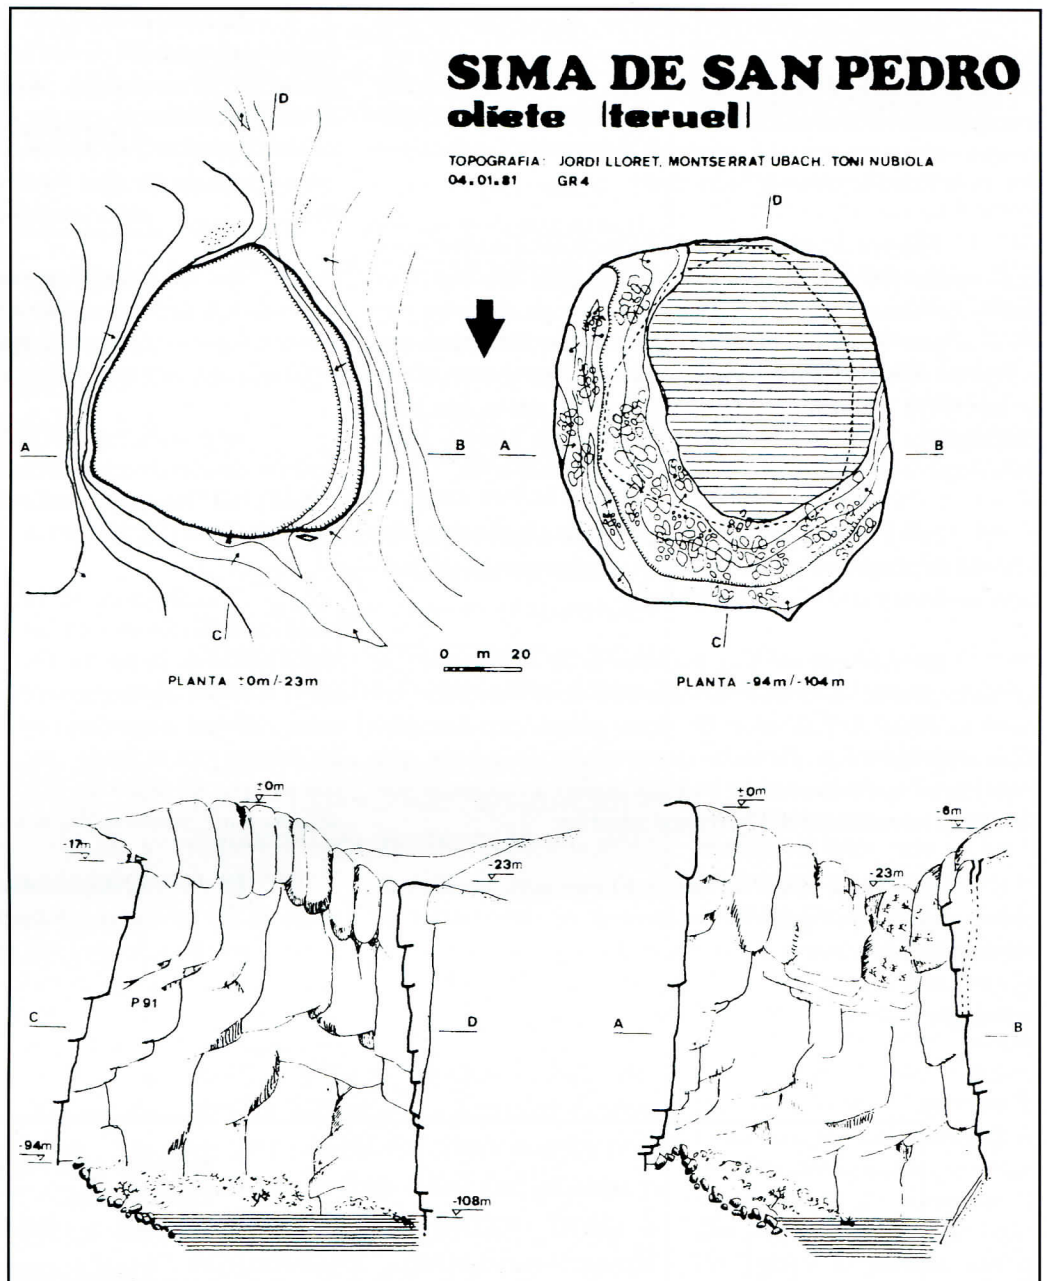 SIMA DE SAN PEDRO
oliete (teruel)
TOPOGRAFIA: JORDI LLORET, MONTSERRAT UBACH, TONI NUBIOLA
04.01.81 GR4
D
D
A
B
A
B
C
C
0 m 20
PLANTA ±0m/-23m
PLANTA -94m/-104m
±0m
±0m
-17m
-6m
-23m
-23m
P91
C
D
A
B
-94m
-108m